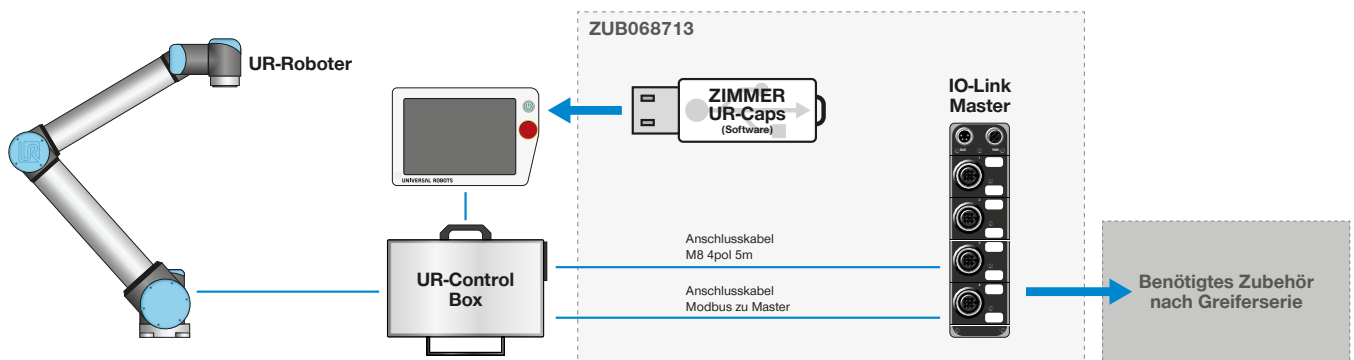 ZUB068713
UR-Roboter
UR
ZIMMER
UR-Caps
(Software)
IO-Link
Master
UNIVERSAL ROBOTS
Anschlusskabel
M8 4pol 5m
UR-Control
Box
Anschlusskabel
Modbus zu Master
Benötigtes Zubehör
nach Greiferserie